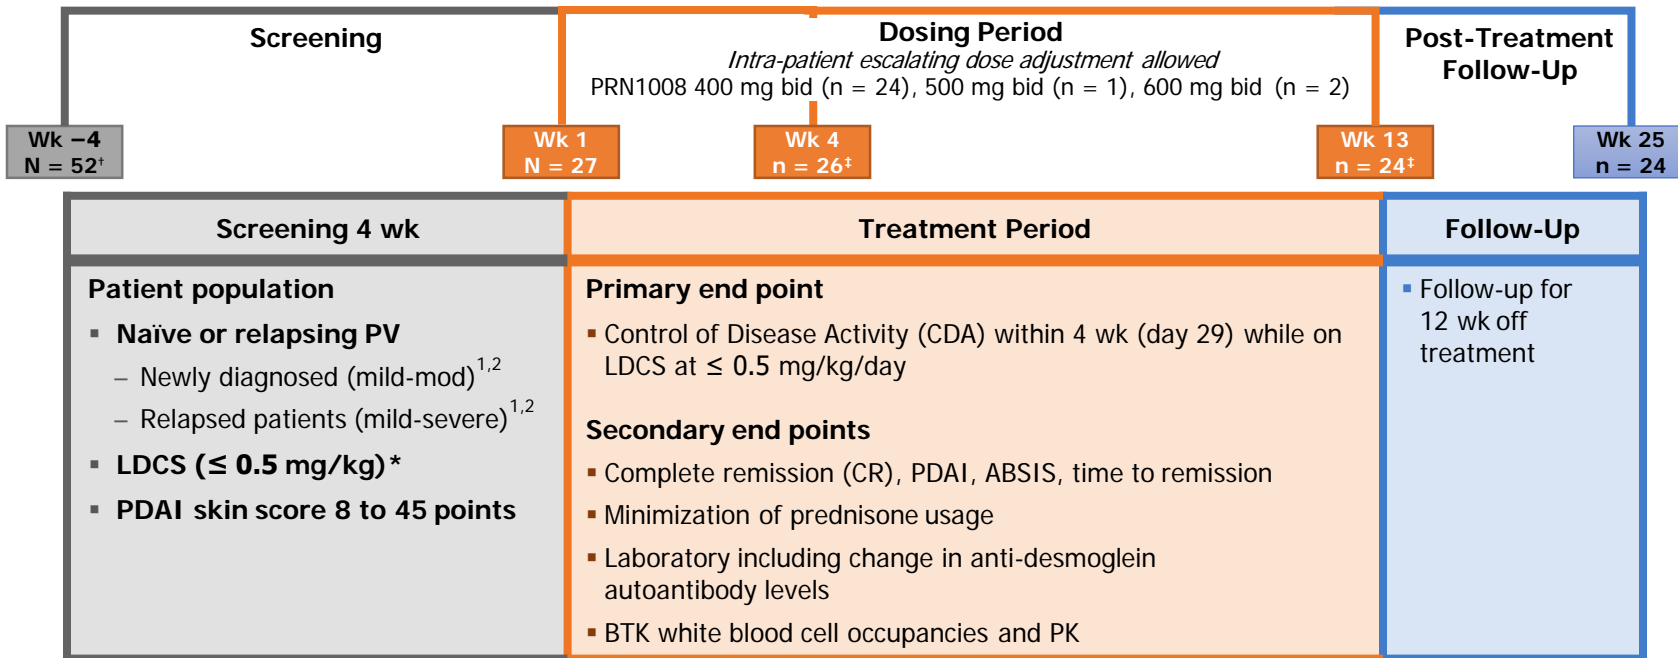 Screening
Dosing Period
Intra-patient escalating dose adjustment allowed
PRN1008 400 mg bid (n = 24), 500 mg bid (n = 1), 600 mg bid (n = 2)
Post-Treatment
Follow-Up
Wk −4
N = 52†
Wk 1
N = 27
Wk 4
n = 26‡
Wk 13
n = 24‡
Wk 25
n = 24
Screening 4 wk
Patient population
▪ Naïve or relapsing PV
– Newly diagnosed (mild-mod)1,2
– Relapsed patients (mild-severe)1,2
▪ LDCS (≤ 0.5 mg/kg)*
▪ PDAI skin score 8 to 45 points
Treatment Period
Primary end point
▪ Control of Disease Activity (CDA) within 4 wk (day 29) while on
LDCS at ≤ 0.5 mg/kg/day
Secondary end points
▪ Complete remission (CR), PDAI, ABSIS, time to remission
▪ Minimization of prednisone usage
▪ Laboratory including change in anti-desmoglein
autoantibody levels
▪ BTK white blood cell occupancies and PK
Follow-Up
▪ Follow-up for
12 wk off
treatment